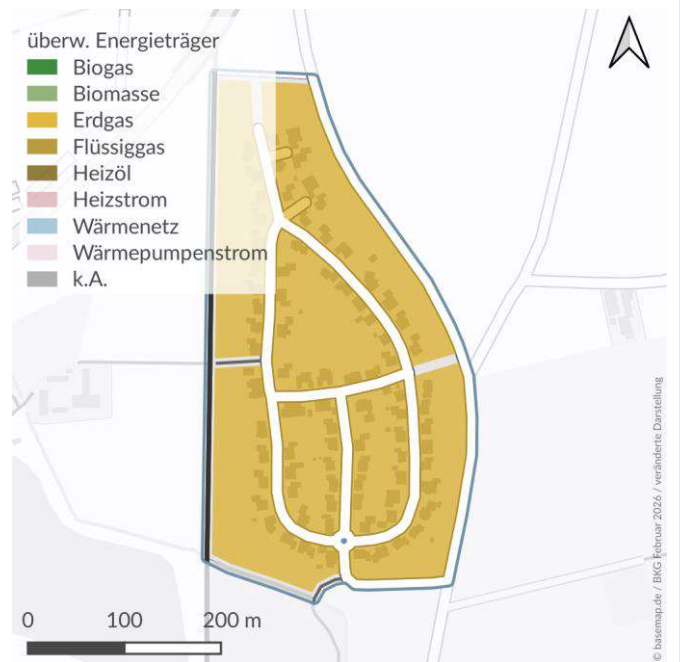 überw. Energieträger
Biogas
Biomasse
Erdgas
Flüssiggas
Heizöl
Heizstrom
Wärmenetz
Wärmepumpenstrom
k.A.
0 100 200 m
© basemap.de / BKG Februar 2026 / veränderte Darstellung